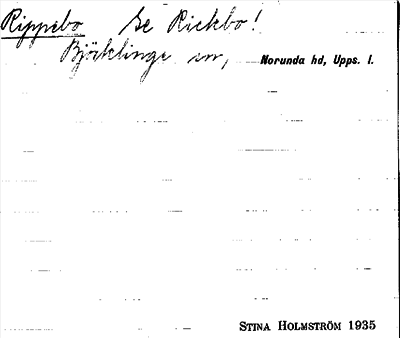 Rippebo Se Rickbo!
Björklinge sn, Norunda hd, Upps. l.
STINA HOLMSTRÖM 1935